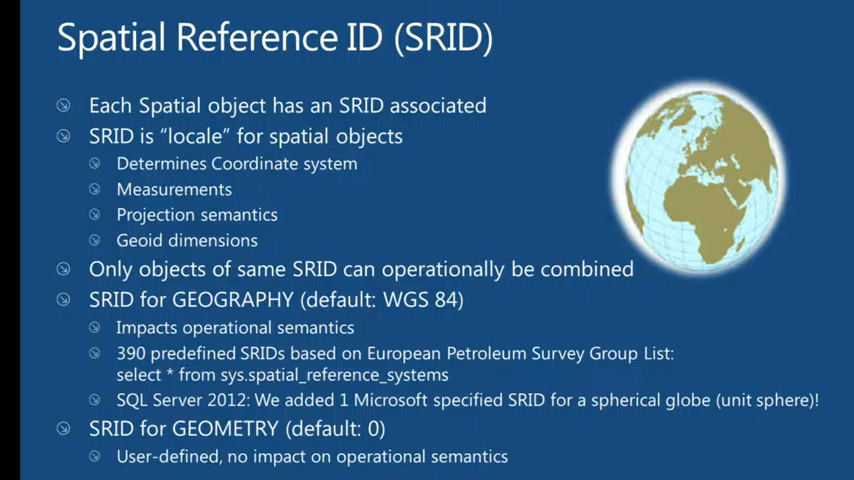 Spatial Reference ID (SRID)
Each Spatial object has an SRID associated
SRID is “locale” for spatial objects
Determines Coordinate system
Measurements
Projection semantics
Geoid dimensions
Only objects of same SRID can operationally be combined
SRID for GEOGRAPHY (default: WGS 84)
Impacts operational semantics
390 predefined SRIDs based on European Petroleum Survey Group List:
select * from sys.spatial_reference_systems
SQL Server 2012: We added 1 Microsoft specified SRID for a spherical globe (unit sphere)!
SRID for GEOMETRY (default: 0)
User-defined, no impact on operational semantics